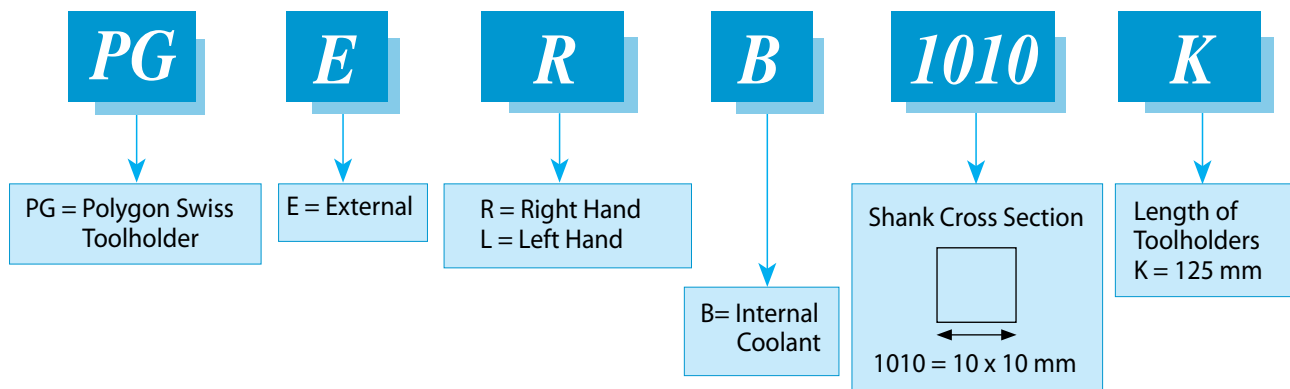 PG E R B 1010 K
PG = Polygon Swiss
Toolholder
E = External
R = Right Hand
L = Left Hand
B= Internal
Coolant
Shank Cross Section
1010 = 10 x 10 mm
Length of
Toolholders
K = 125 mm